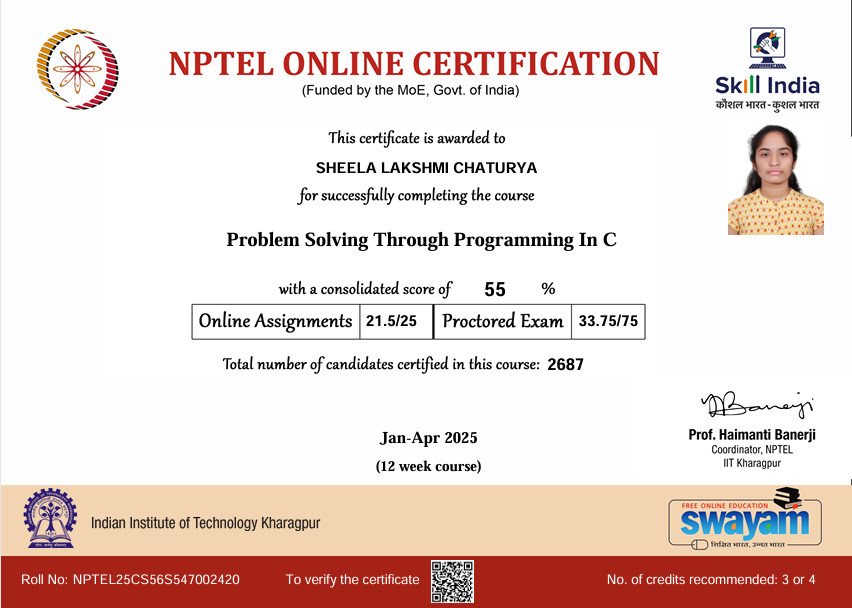 NPTEL ONLINE CERTIFICATION
(Funded by the MoE, Govt. of India)
Skill India
कौशल भारत - कुशल भारत
This certificate is awarded to
SHEELA LAKSHMI CHATURYA
for successfully completing the course
Problem Solving Through Programming In C
with a consolidated score of 55 %
Online Assignments 21.5/25 Proctored Exam 33.75/75
Total number of candidates certified in this course: 2687
Jan-Apr 2025
(12 week course)
Prof. Haimanti Banerji
Coordinator, NPTEL
IIT Kharagpur
Indian Institute of Technology Kharagpur
FREE ONLINE EDUCATION
swayam
शिक्षित भारत, उन्नत भारत
Roll No: NPTEL25CS56S547002420 To verify the certificate No. of credits recommended: 3 or 4